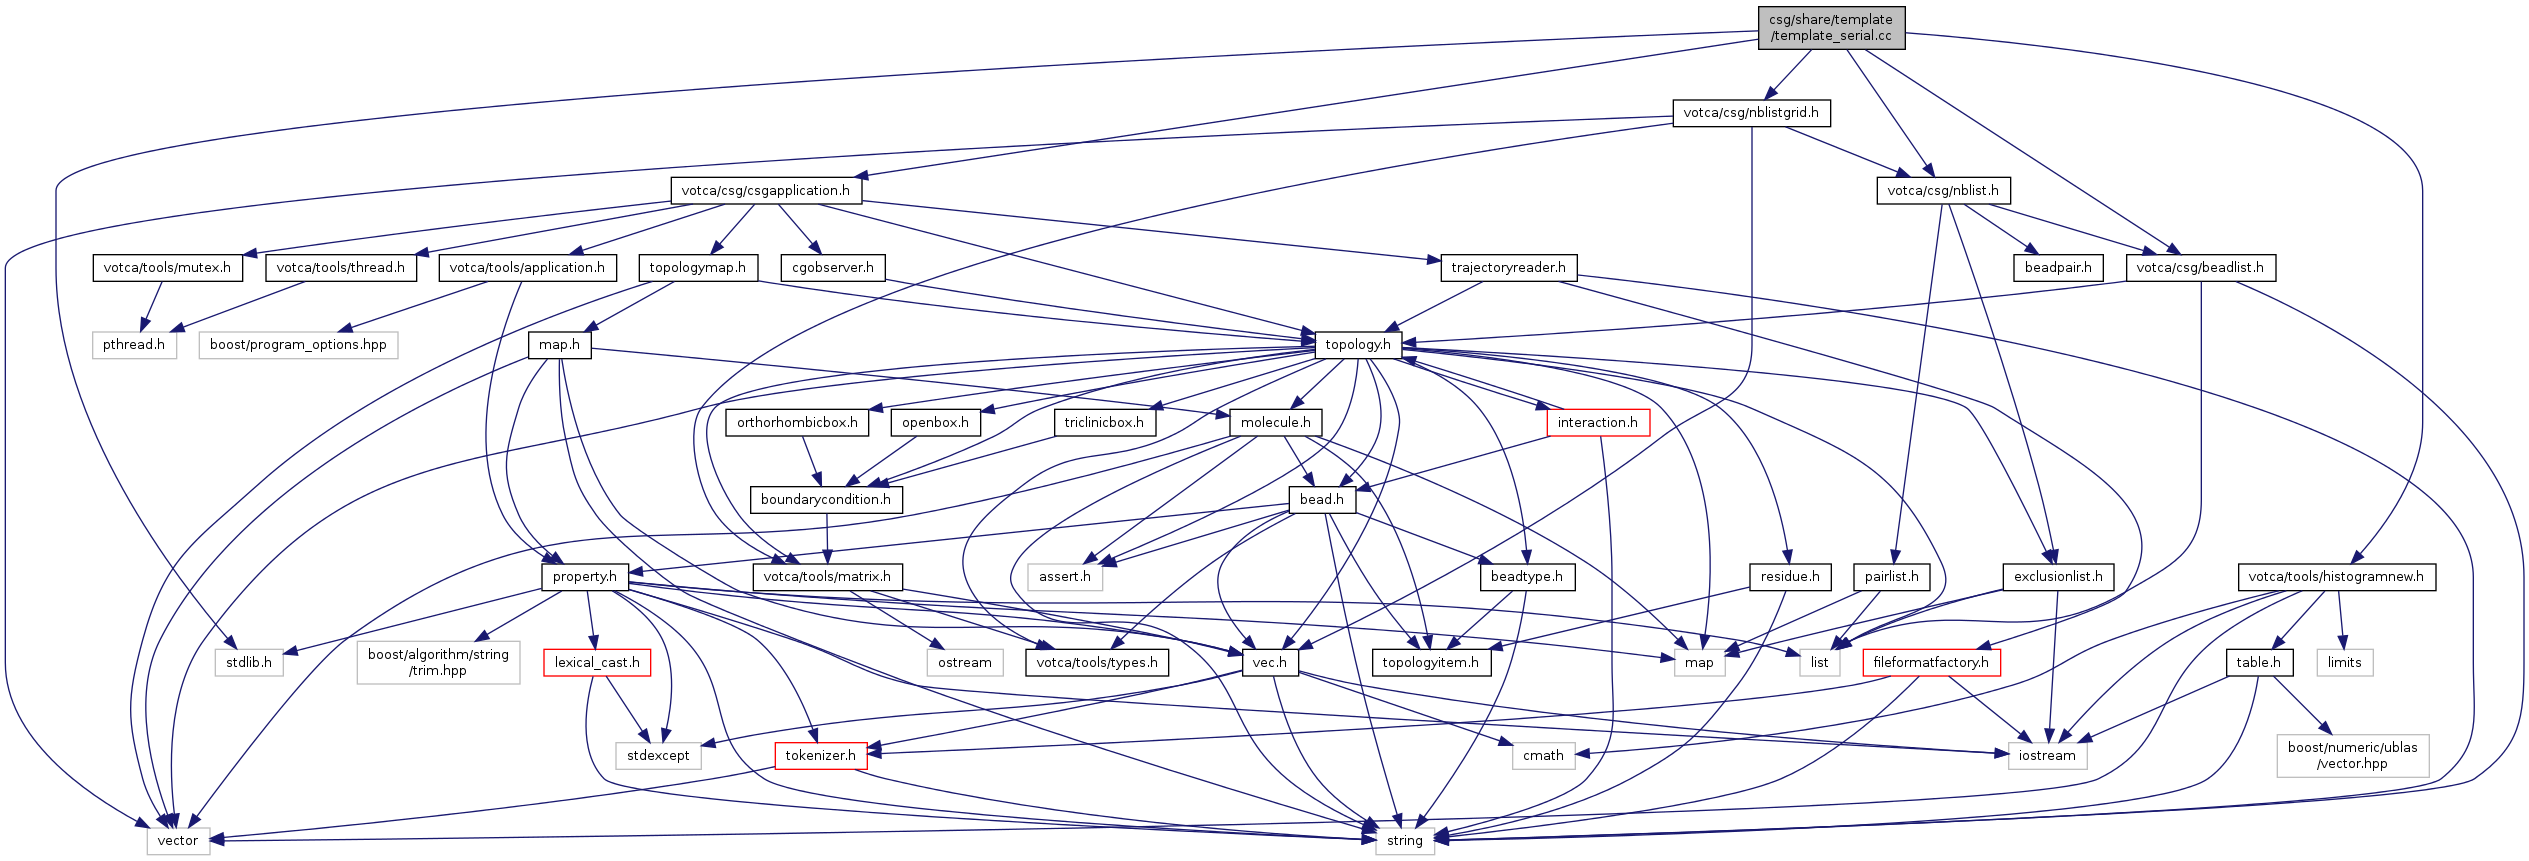 csg/share/template
/template_serial.cc
votca/csg/nblistgrid.h
votca/csg/csgapplication.h
votca/csg/nblist.h
votca/tools/mutex.h
votca/tools/thread.h
votca/tools/application.h
topologymap.h
cgobserver.h
trajectoryreader.h
beadpair.h
votca/csg/beadlist.h
pthread.h
boost/program_options.hpp
map.h
topology.h
orthorhombicbox.h
openbox.h
triclinicbox.h
molecule.h
interaction.h
boundarycondition.h
bead.h
property.h
votca/tools/matrix.h
assert.h
beadtype.h
residue.h
pairlist.h
exclusionlist.h
votca/tools/histogramnew.h
stdlib.h
boost/algorithm/string
/trim.hpp
lexical_cast.h
ostream
votca/tools/types.h
vec.h
topologyitem.h
map
list
fileformatfactory.h
table.h
limits
stdexcept
tokenizer.h
cmath
iostream
boost/numeric/ublas
/vector.hpp
vector
string